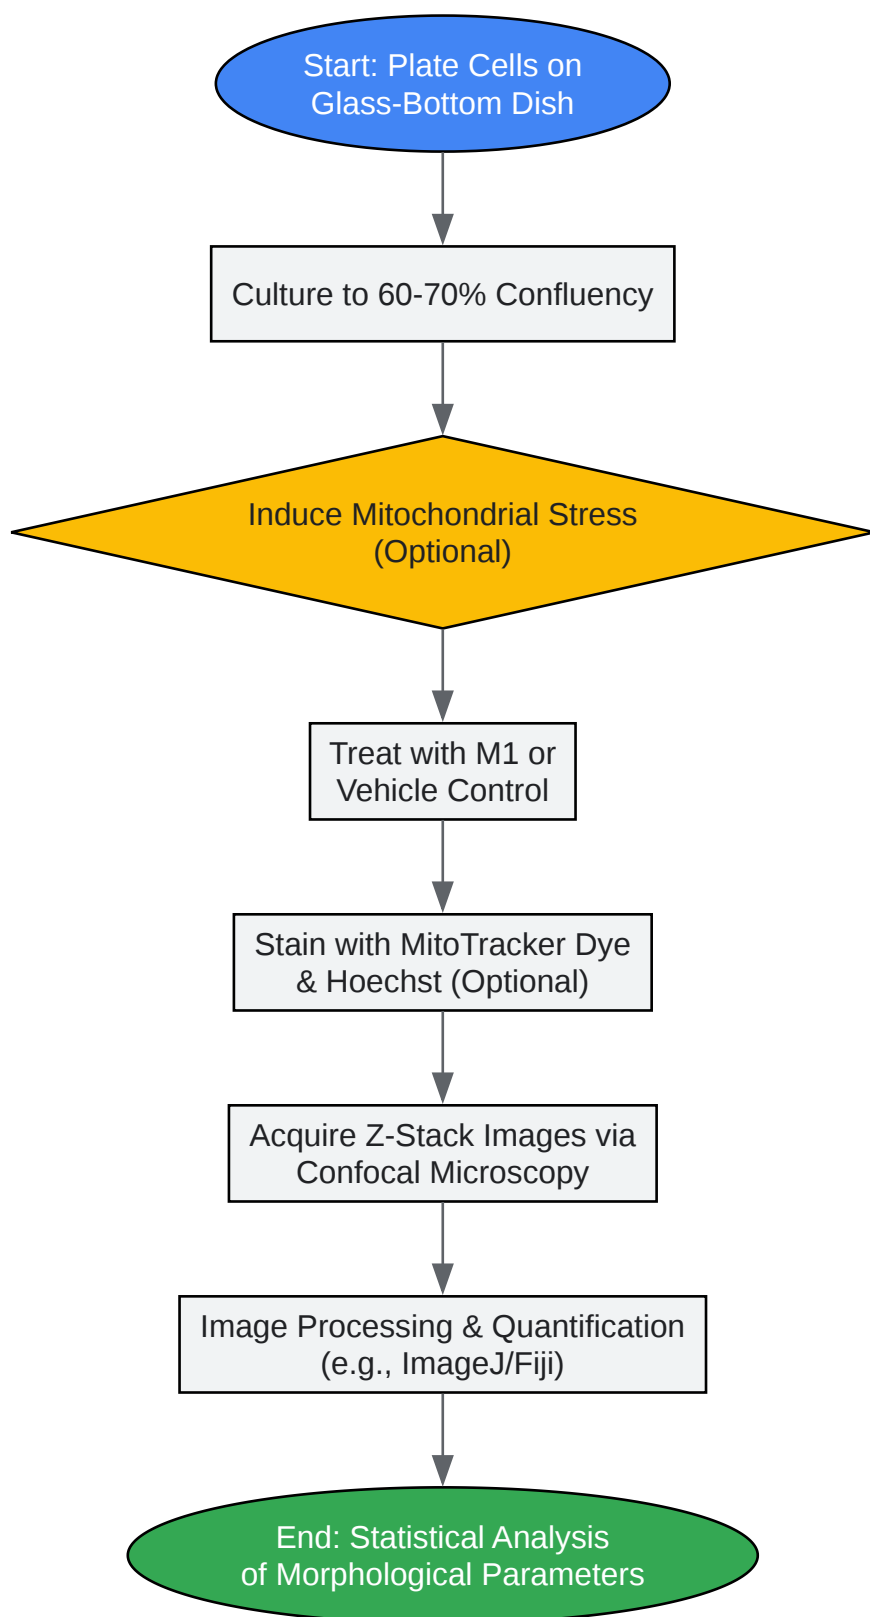 Start: Plate Cells on
Glass-Bottom Dish
Culture to 60-70% Confluency
Induce Mitochondrial Stress
(Optional)
Treat with M1 or
Vehicle Control
Stain with MitoTracker Dye
& Hoechst (Optional)
Acquire Z-Stack Images via
Confocal Microscopy
Image Processing & Quantification
(e.g., ImageJ/Fiji)
End: Statistical Analysis
of Morphological Parameters